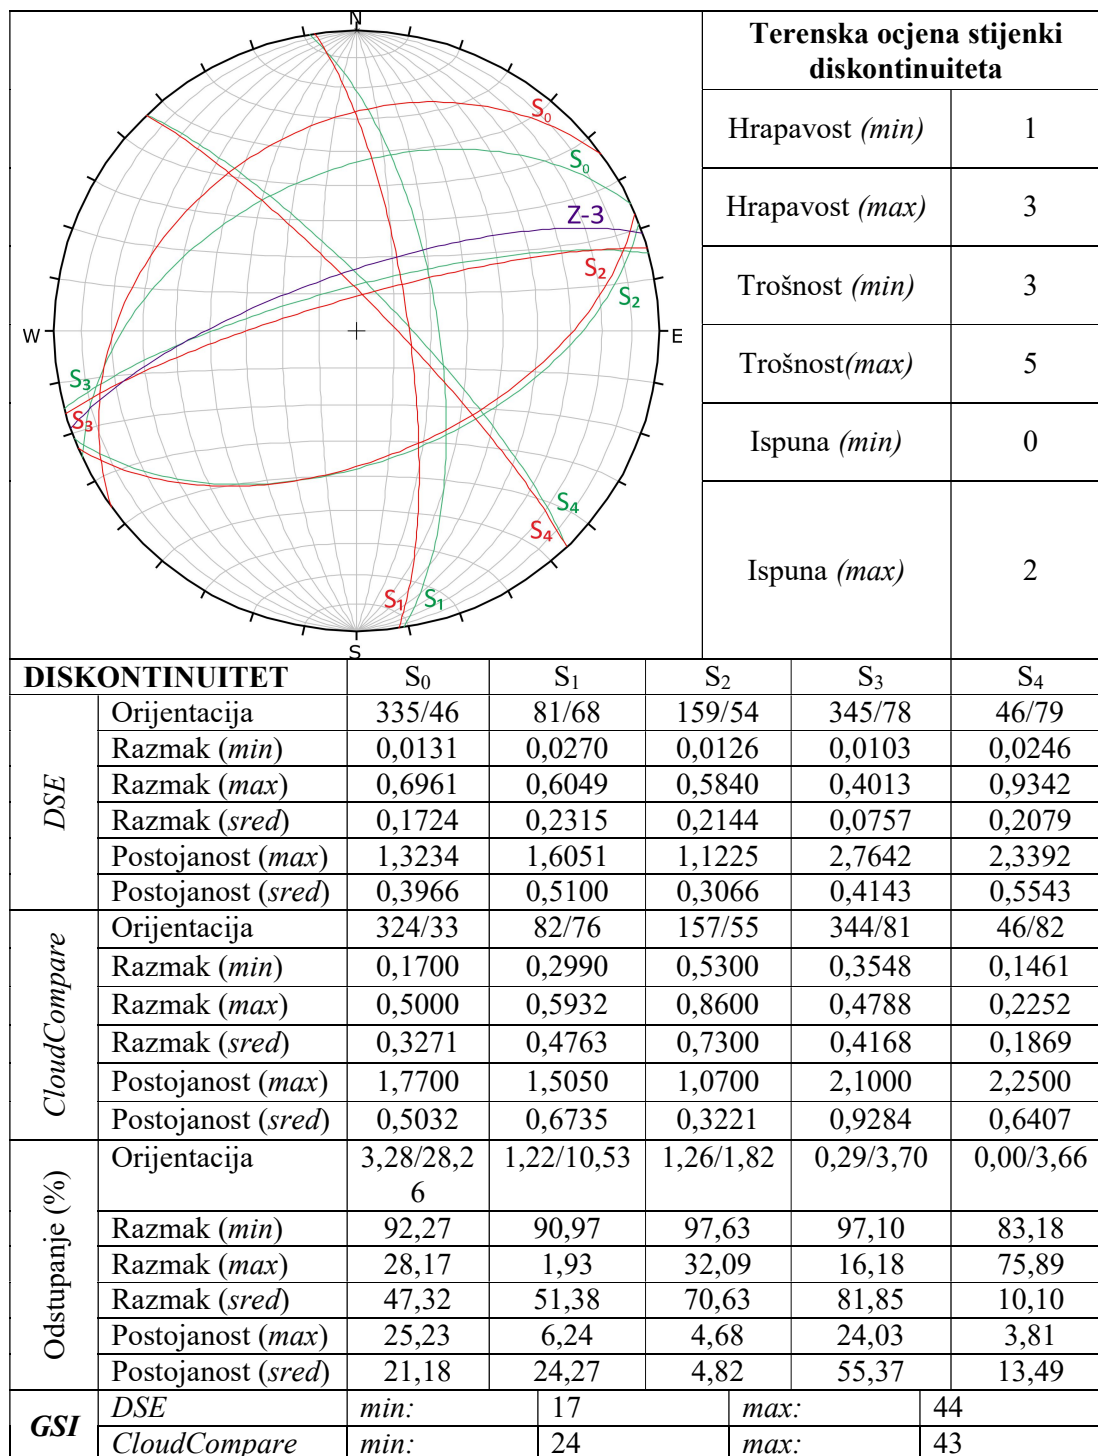 N
S₀
S₀
Z-3
S₂
S₂
W
E
S₃
S₃
S₄
S₄
S₁ S₁
S
Terenska ocjena stijenki
diskontinuiteta
Hrapavost (min) 1
Hrapavost (max) 3
Trošnost (min) 3
Trošnost(max) 5
Ispuna (min) 0
Ispuna (max) 2
DISKONTINUITET S₀ S₁ S₂ S₃ S₄
DSE
Orijentacija 335/46 81/68 159/54 345/78 46/79
Razmak (min) 0,0131 0,0270 0,0126 0,0103 0,0246
Razmak (max) 0,6961 0,6049 0,5840 0,4013 0,9342
Razmak (sred) 0,1724 0,2315 0,2144 0,0757 0,2079
Postojanost (max) 1,3234 1,6051 1,1225 2,7642 2,3392
Postojanost (sred) 0,3966 0,5100 0,3066 0,4143 0,5543
CloudCompare
Orijentacija 324/33 82/76 157/55 344/81 46/82
Razmak (min) 0,1700 0,2990 0,5300 0,3548 0,1461
Razmak (max) 0,5000 0,5932 0,8600 0,4788 0,2252
Razmak (sred) 0,3271 0,4763 0,7300 0,4168 0,1869
Postojanost (max) 1,7700 1,5050 1,0700 2,1000 2,2500
Postojanost (sred) 0,5032 0,6735 0,3221 0,9284 0,6407
Odstupanje (%)
Orijentacija 3,28/28,2 1,22/10,53 1,26/1,82 0,29/3,70 0,00/3,66
6
Razmak (min) 92,27 90,97 97,63 97,10 83,18
Razmak (max) 28,17 1,93 32,09 16,18 75,89
Razmak (sred) 47,32 51,38 70,63 81,85 10,10
Postojanost (max) 25,23 6,24 4,68 24,03 3,81
Postojanost (sred) 21,18 24,27 4,82 55,37 13,49
GSI
DSE min: 17 max: 44
CloudCompare min: 24 max: 43